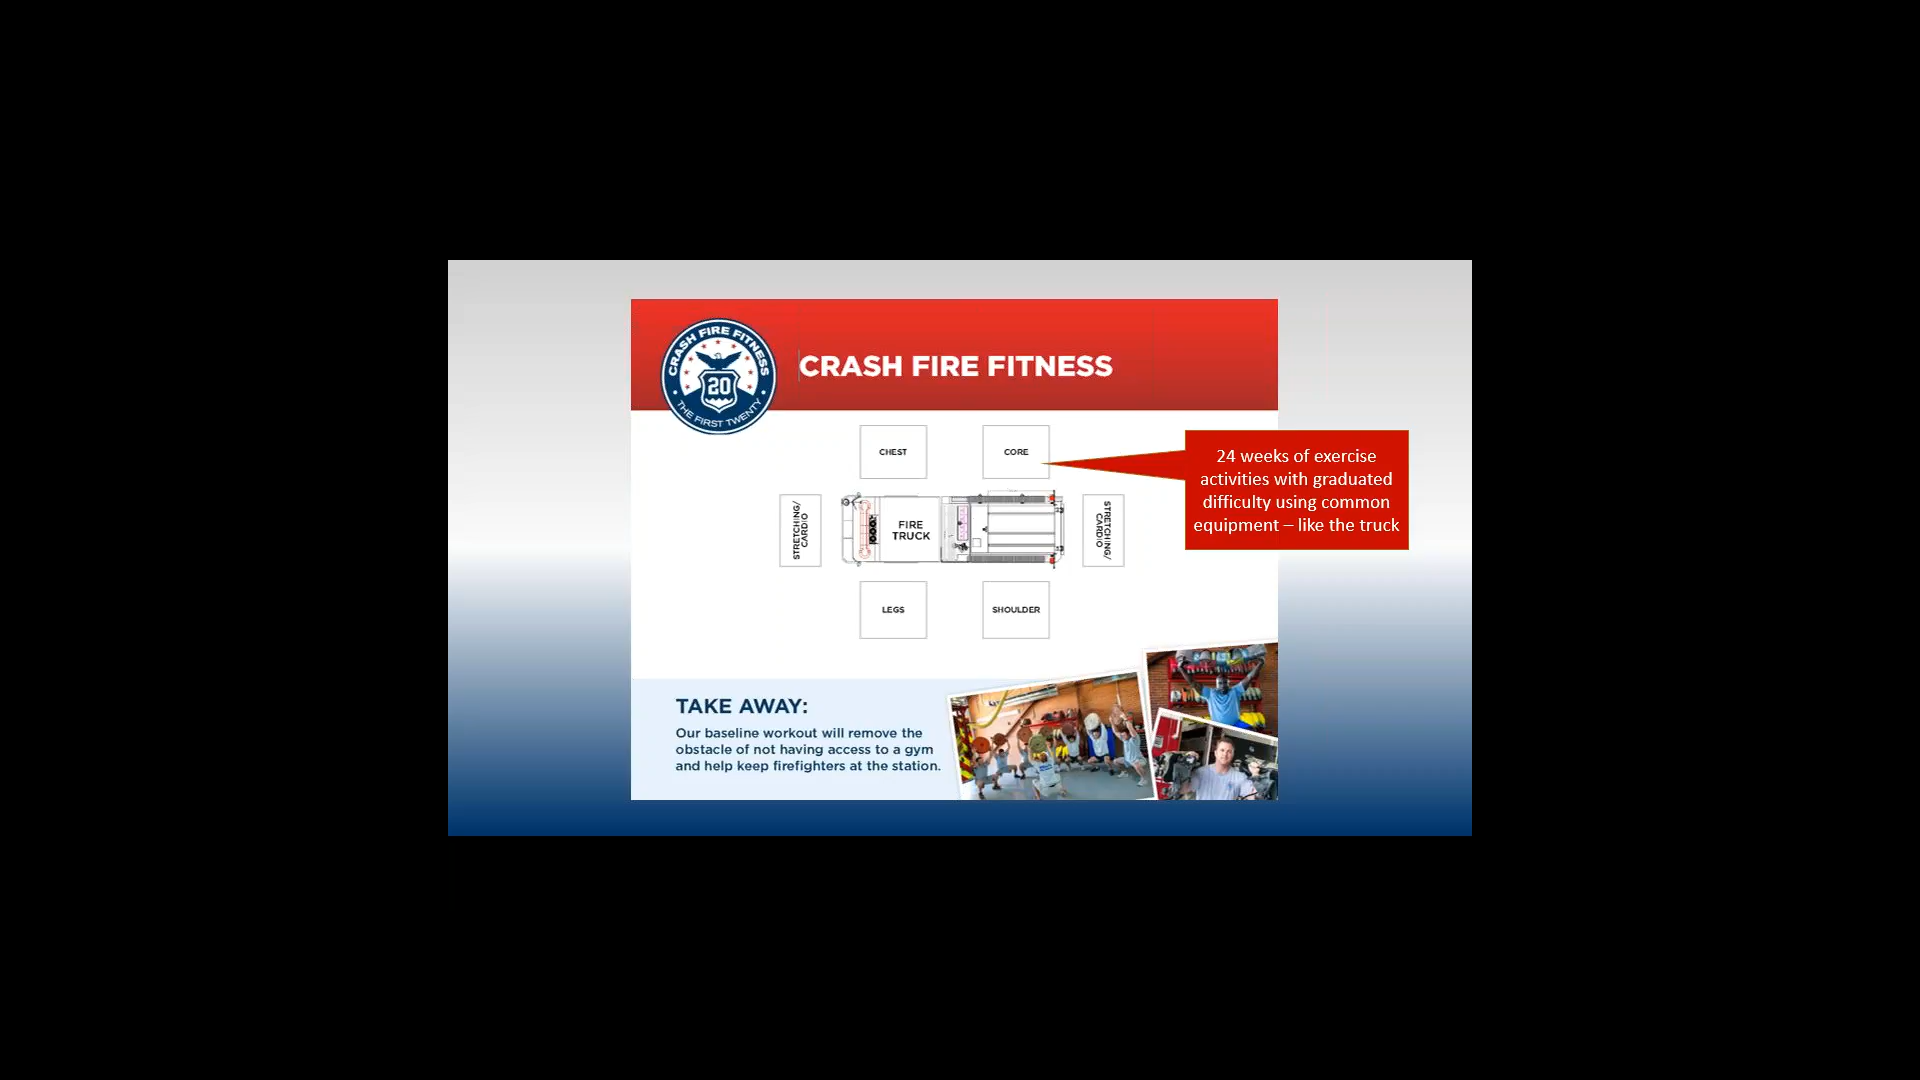 CRASH FIRE FITNESS
20
THE FIRST TWENTY
CRASH FIRE FITNESS
CHEST
CORE
24 weeks of exercise
activities with graduated
difficulty using common
equipment – like the truck
STRETCHING/
CARDIO
FIRE
TRUCK
STRETCHING/
CARDIO
LEGS
SHOULDER
TAKE AWAY:
Our baseline workout will remove the
obstacle of not having access to a gym
and help keep firefighters at the station.